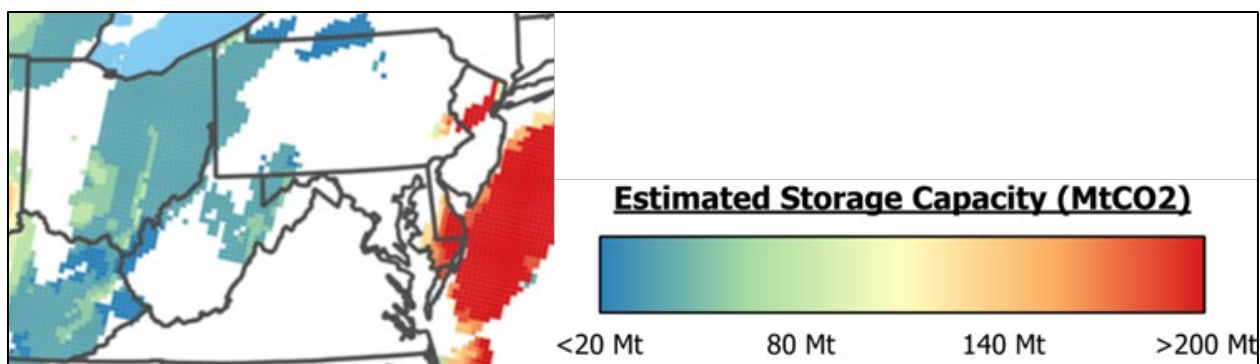 Estimated Storage Capacity (MtCO2)
<20 Mt 80 Mt 140 Mt >200 Mt